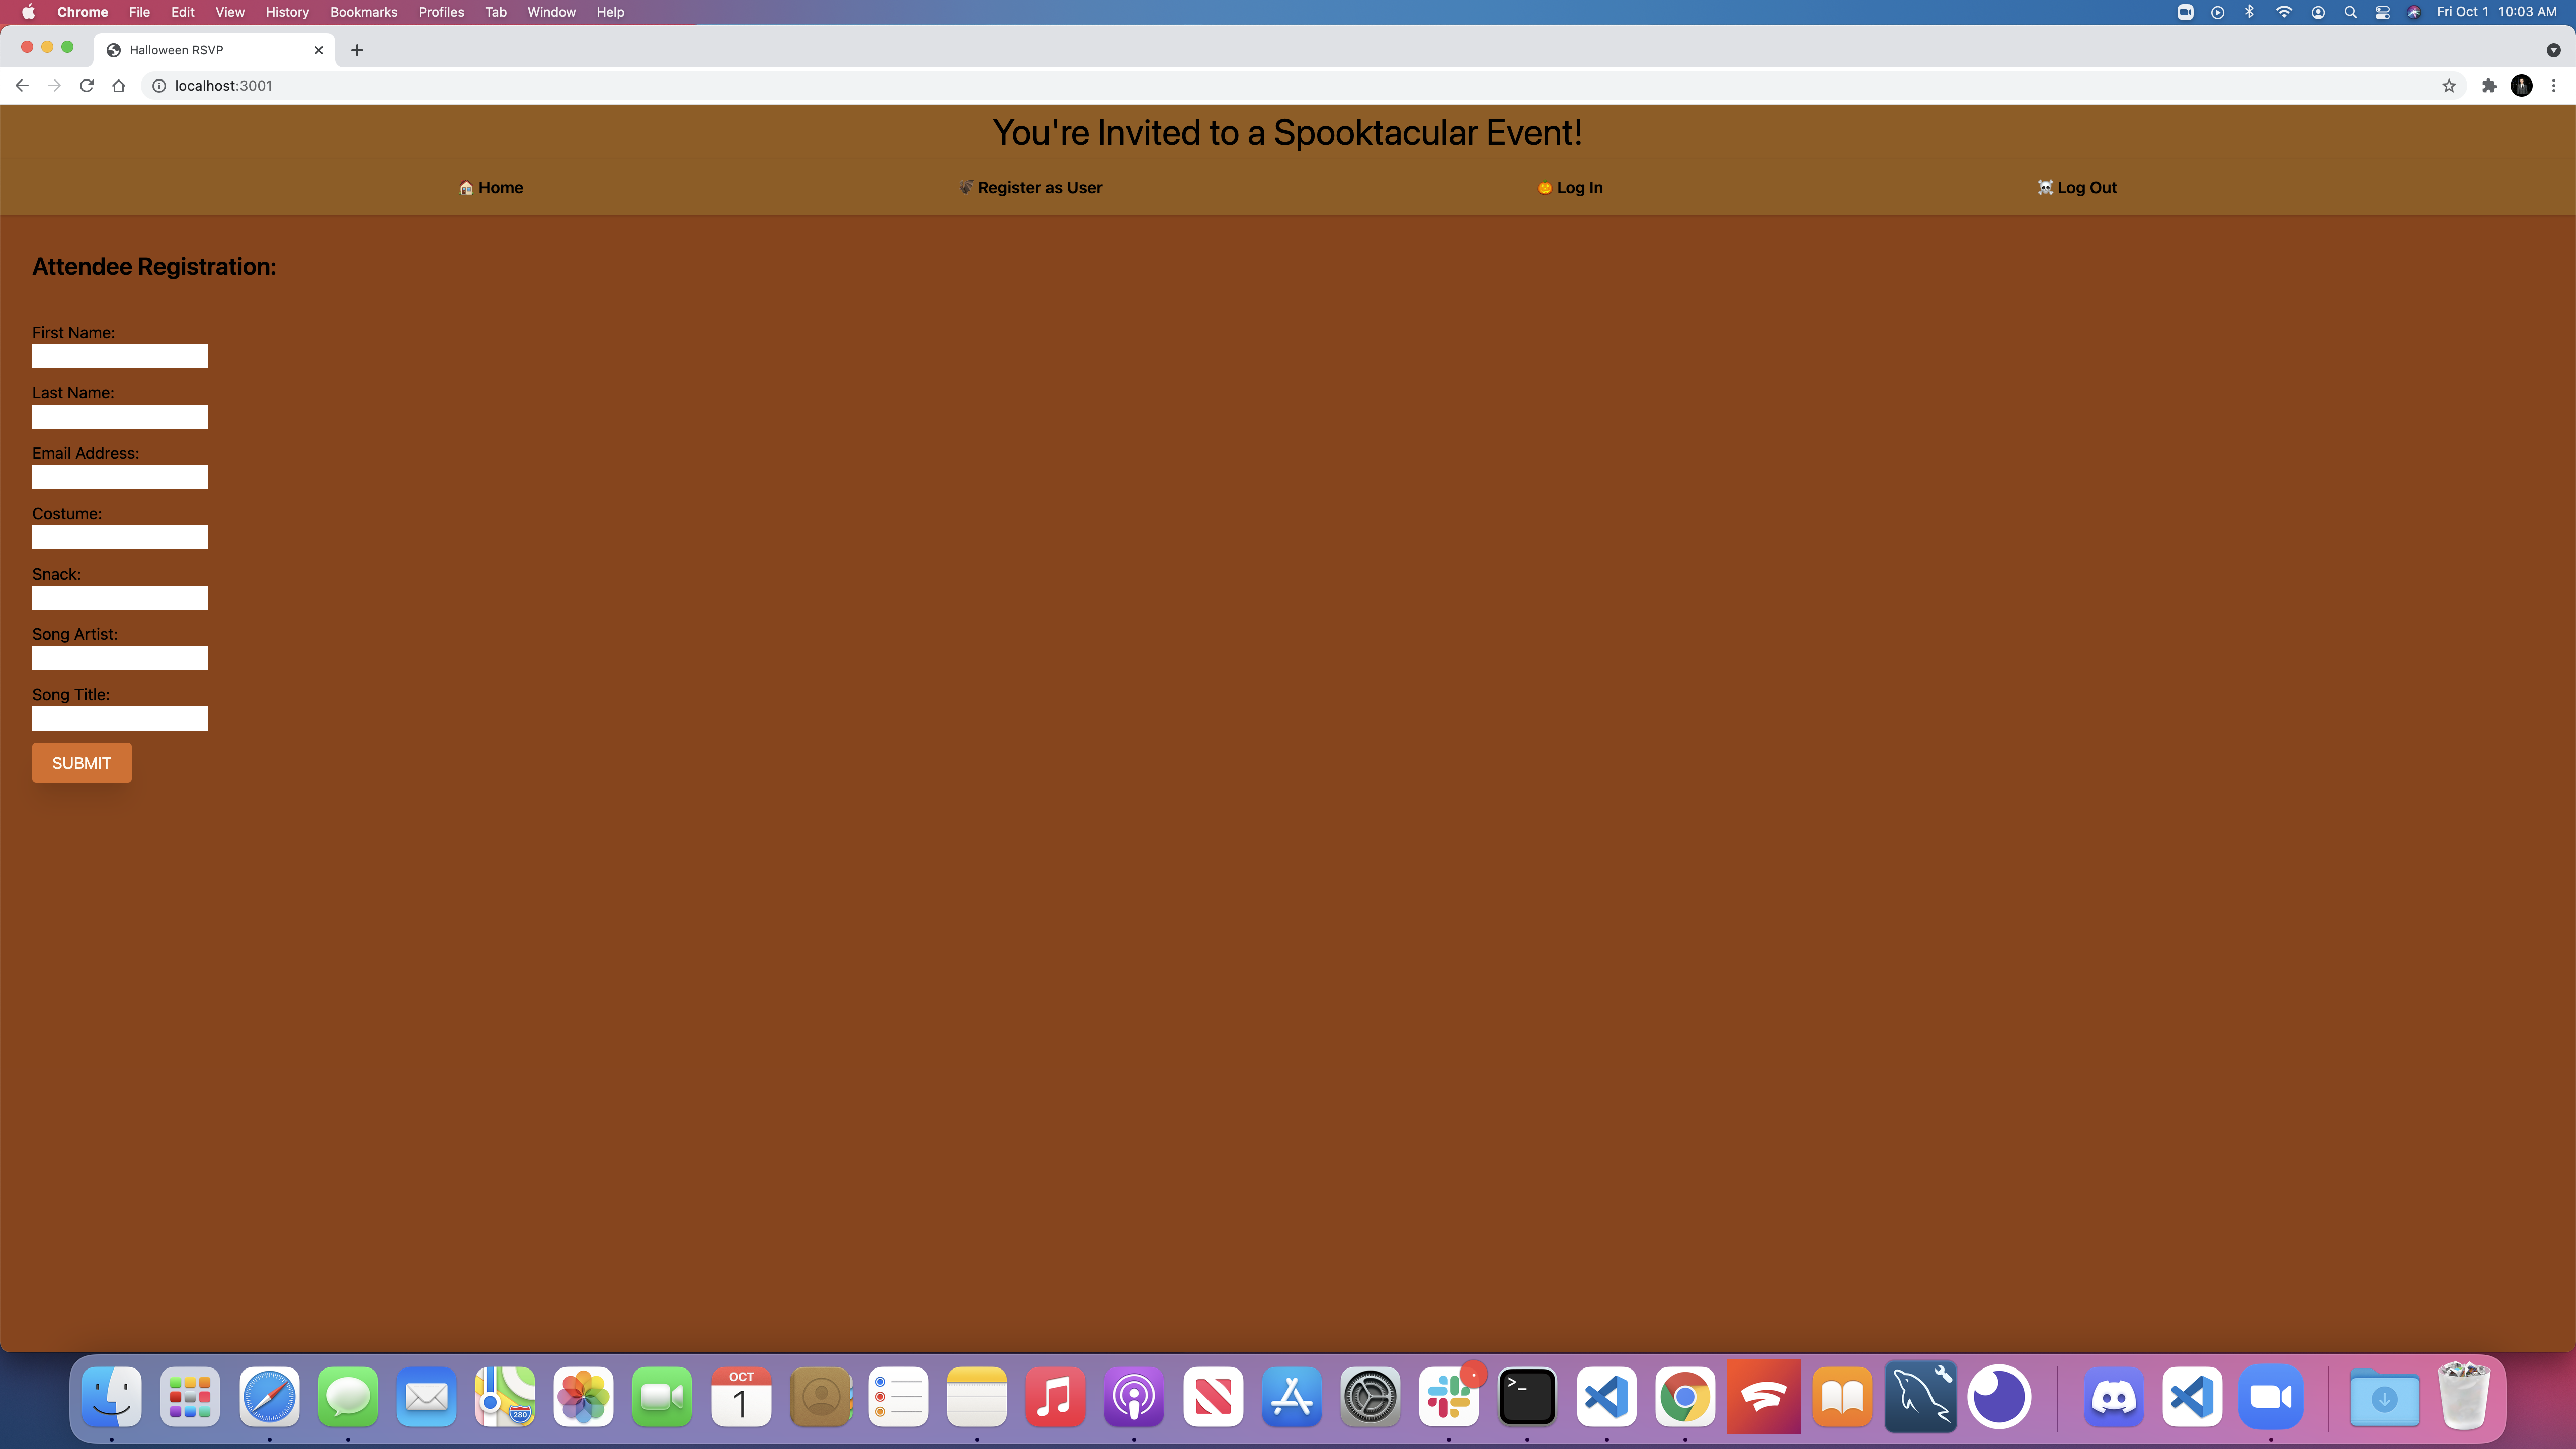 Chrome File Edit View History Bookmarks Profiles Tab Window Help Fri Oct 1 10:03 AM
Halloween RSVP
localhost:3001
You're Invited to a Spooktacular Event!
🏠 Home 🕷 Register as User 🎃 Log In ☠️ Log Out
Attendee Registration:
First Name:
Last Name:
Email Address:
Costume:
Snack:
Song Artist:
Song Title:
SUBMIT
OCT
1
280
>_